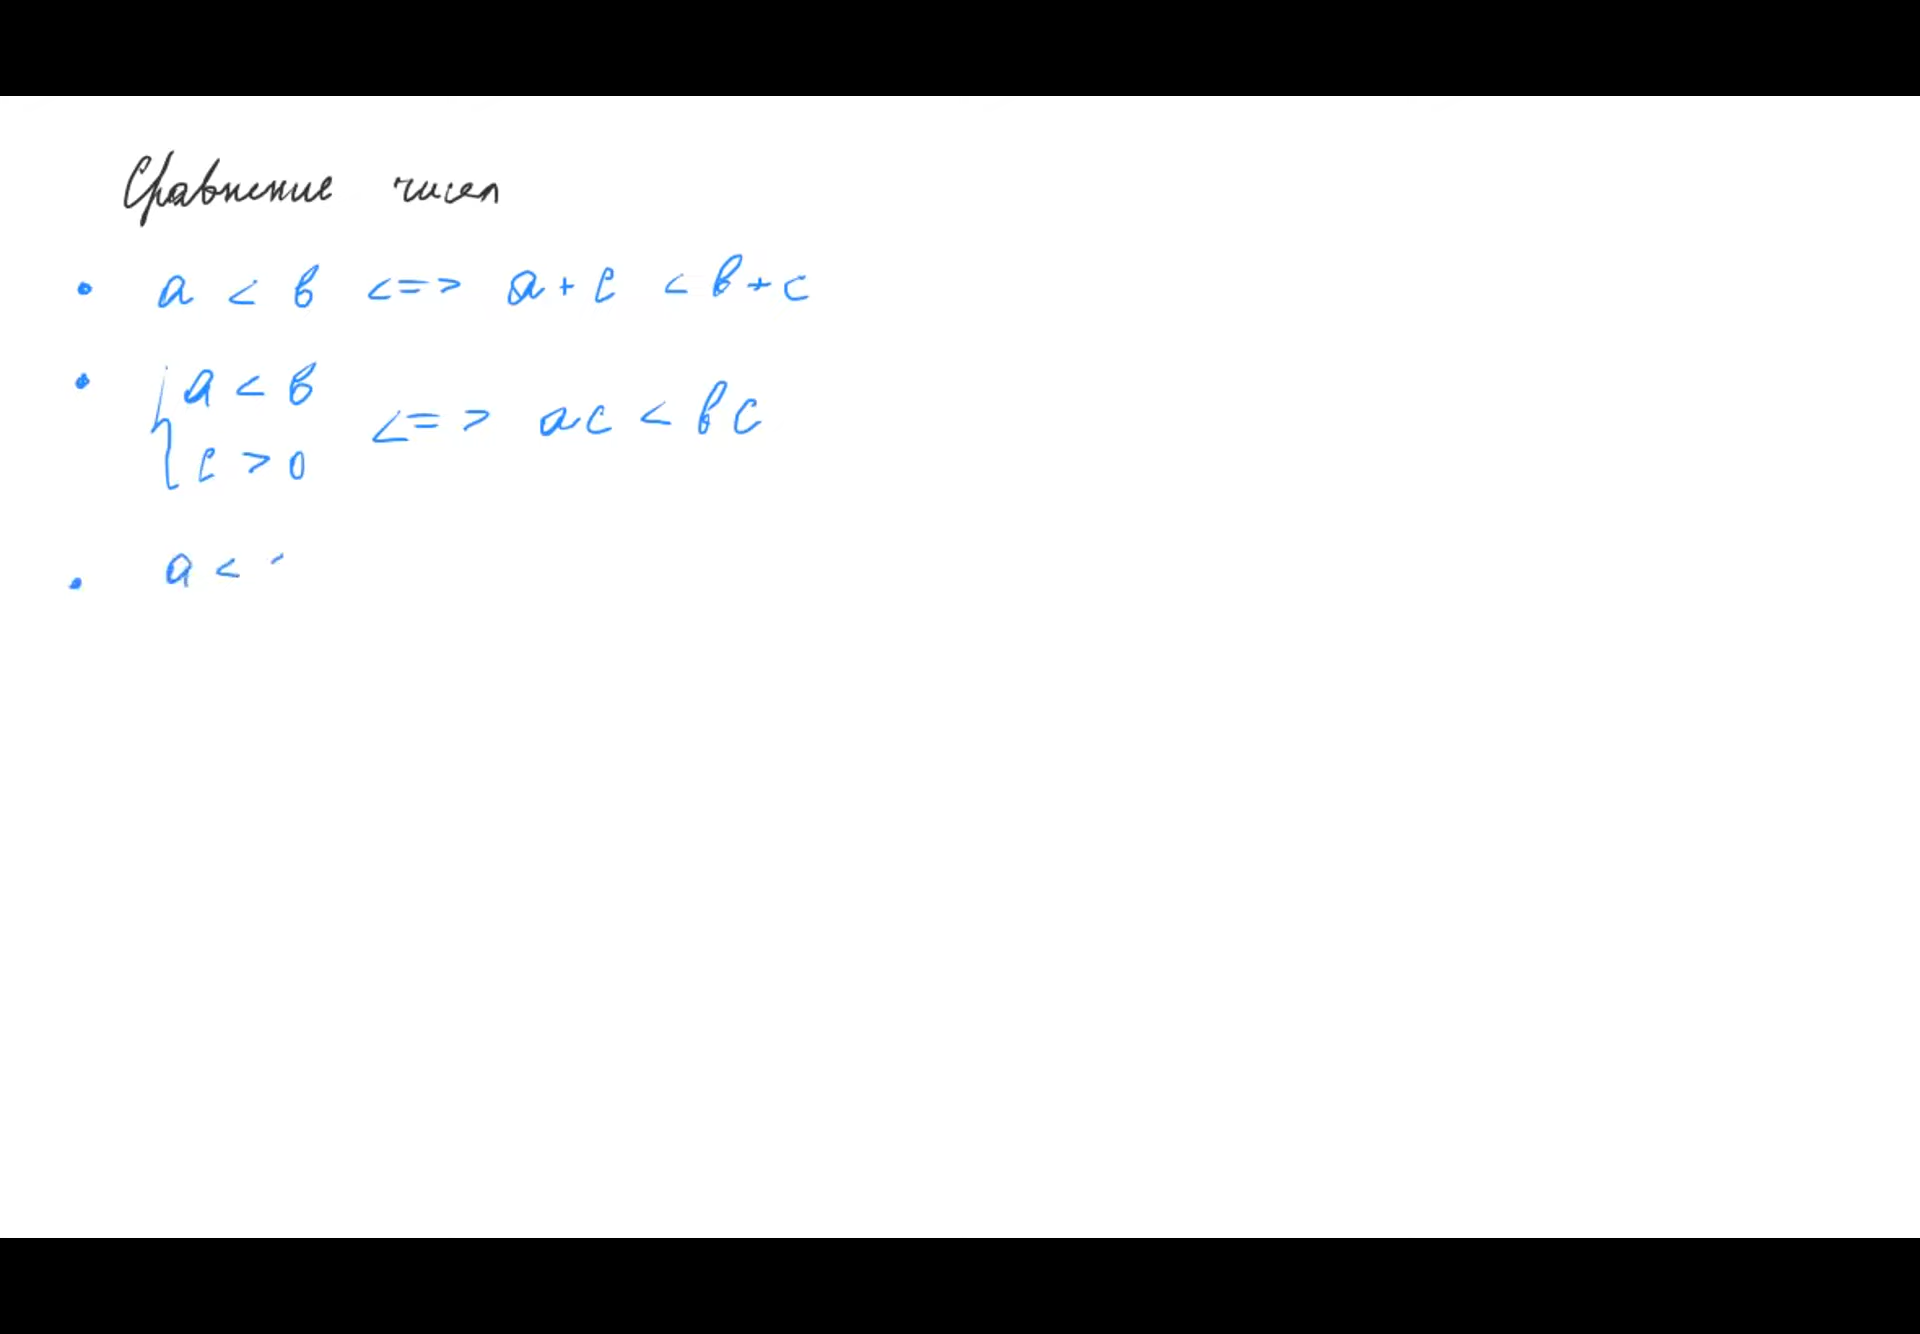 Сравнение чисел
• a < b <=> a + c < b + c
• { a < b
c > 0 <=> ac < bc
• a <